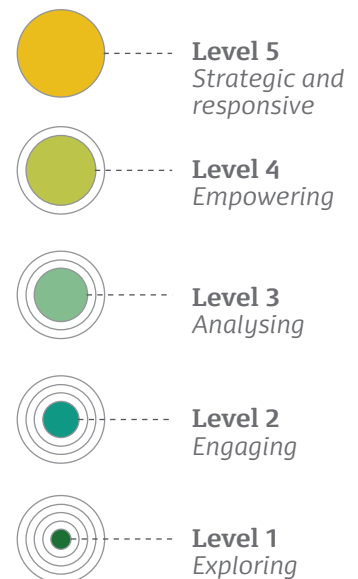 Level 5
Strategic and
responsive
Level 4
Empowering
Level 3
Analysing
Level 2
Engaging
Level 1
Exploring